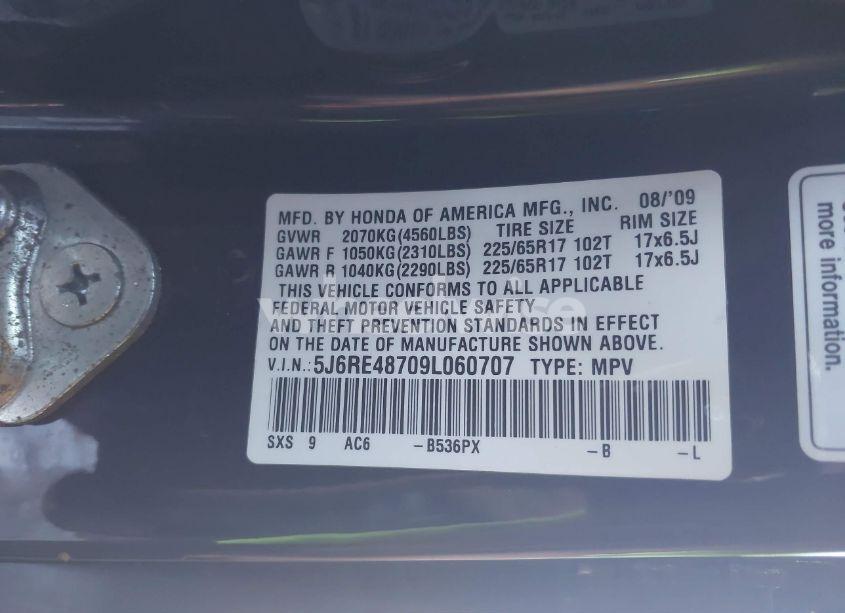 MFD. BY HONDA OF AMERICA MFG., INC. 08/'09
GVWR 2070KG(4560LBS) TIRE SIZE RIM SIZE
GAWR F 1050KG(2310LBS) 225/65R17 102T 17x6.5J
GAWR R 1040KG(2290LBS) 225/65R17 102T 17x6.5J
THIS VEHICLE CONFORMS TO ALL APPLICABLE
FEDERAL MOTOR VEHICLE SAFETY
AND THEFT PREVENTION STANDARDS IN EFFECT
ON THE DATE OF MANUFACTURE SHOWN ABOVE.
V.I.N.: 5J6RE48709L060707 TYPE: MPV
SXS 9 AC6 -B536PX -B -L
more information.